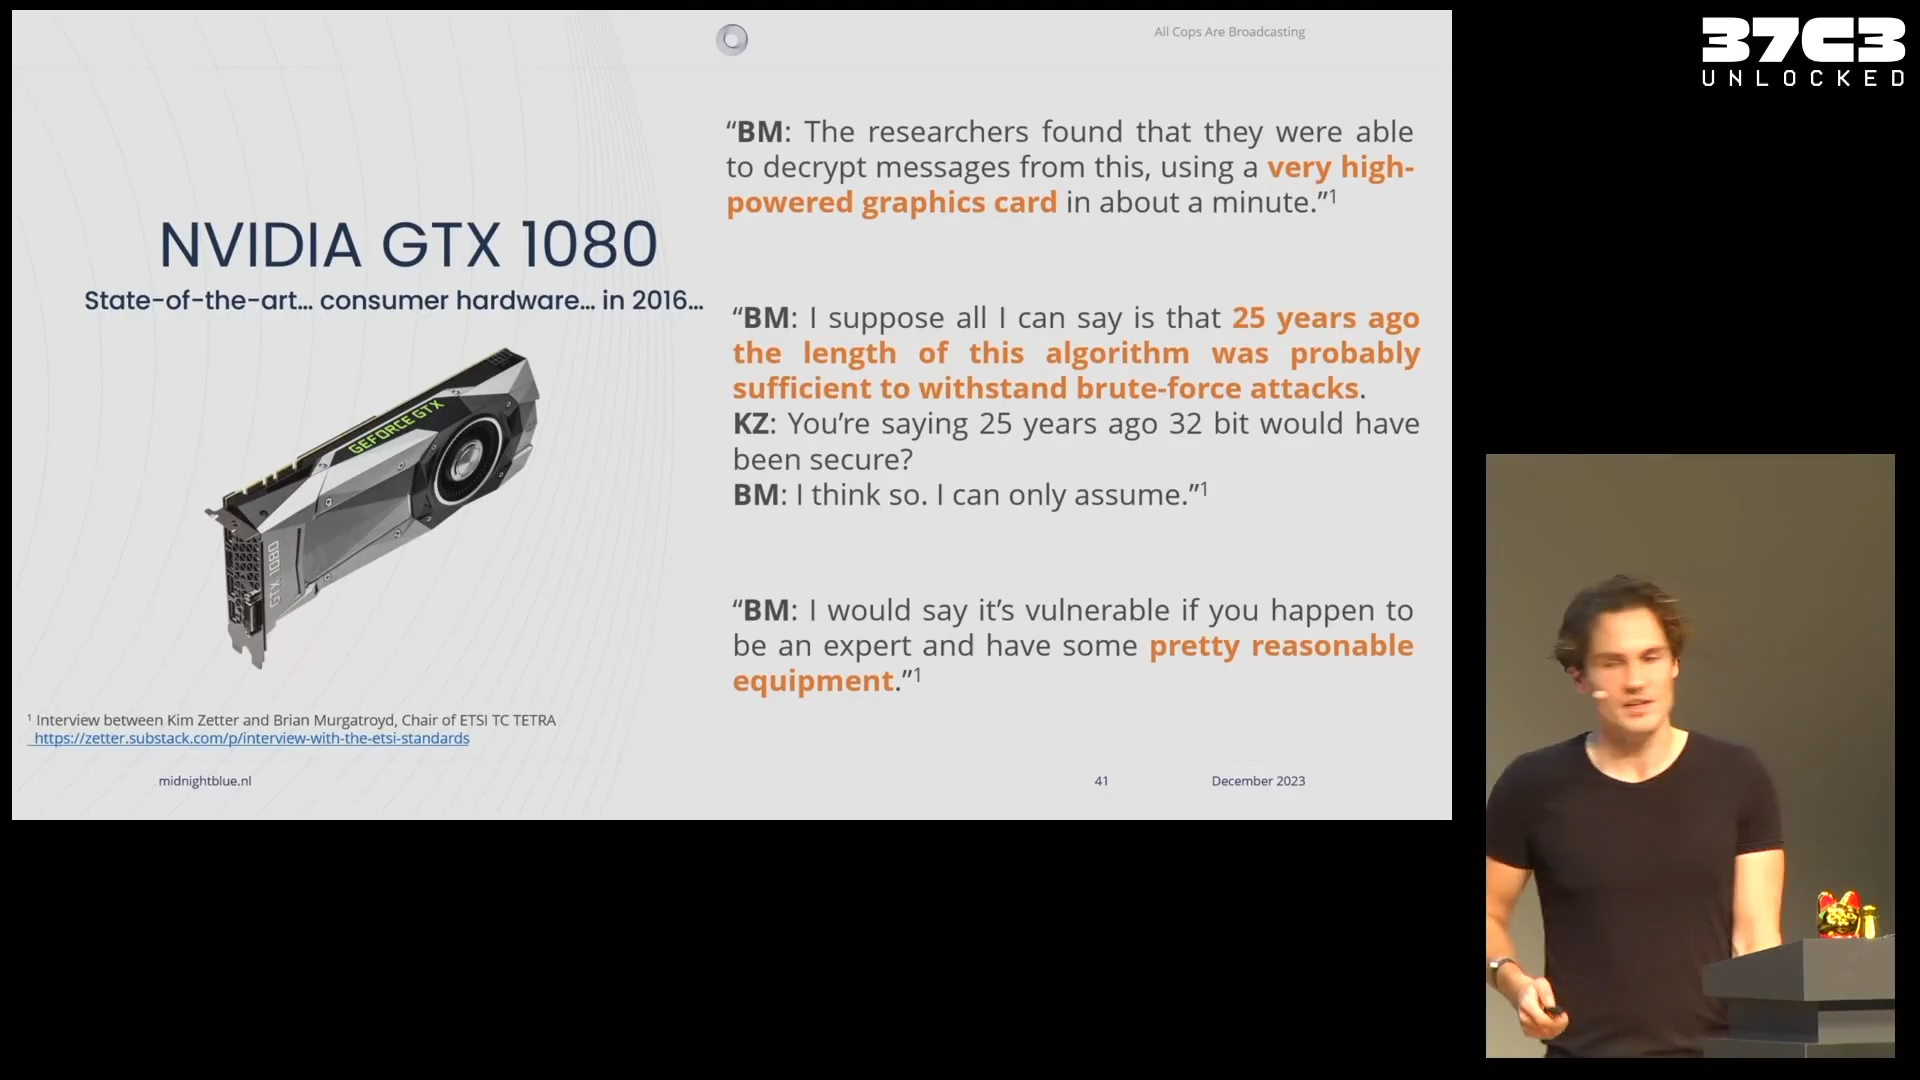 All Cops Are Broadcasting
37C3
UNLOCKED
NVIDIA GTX 1080
State-of-the-art... consumer hardware... in 2016...
GEFORCE GTX
GTX 1080
“BM: The researchers found that they were able
to decrypt messages from this, using a very high-
powered graphics card in about a minute.”1
“BM: I suppose all I can say is that 25 years ago
the length of this algorithm was probably
sufficient to withstand brute-force attacks.
KZ: You’re saying 25 years ago 32 bit would have
been secure?
BM: I think so. I can only assume.”1
“BM: I would say it’s vulnerable if you happen to
be an expert and have some pretty reasonable
equipment.”1
1 Interview between Kim Zetter and Brian Murgatroyd, Chair of ETSI TC TETRA
https://zetter.substack.com/p/interview-with-the-etsi-standards
midnightblue.nl
41
December 2023